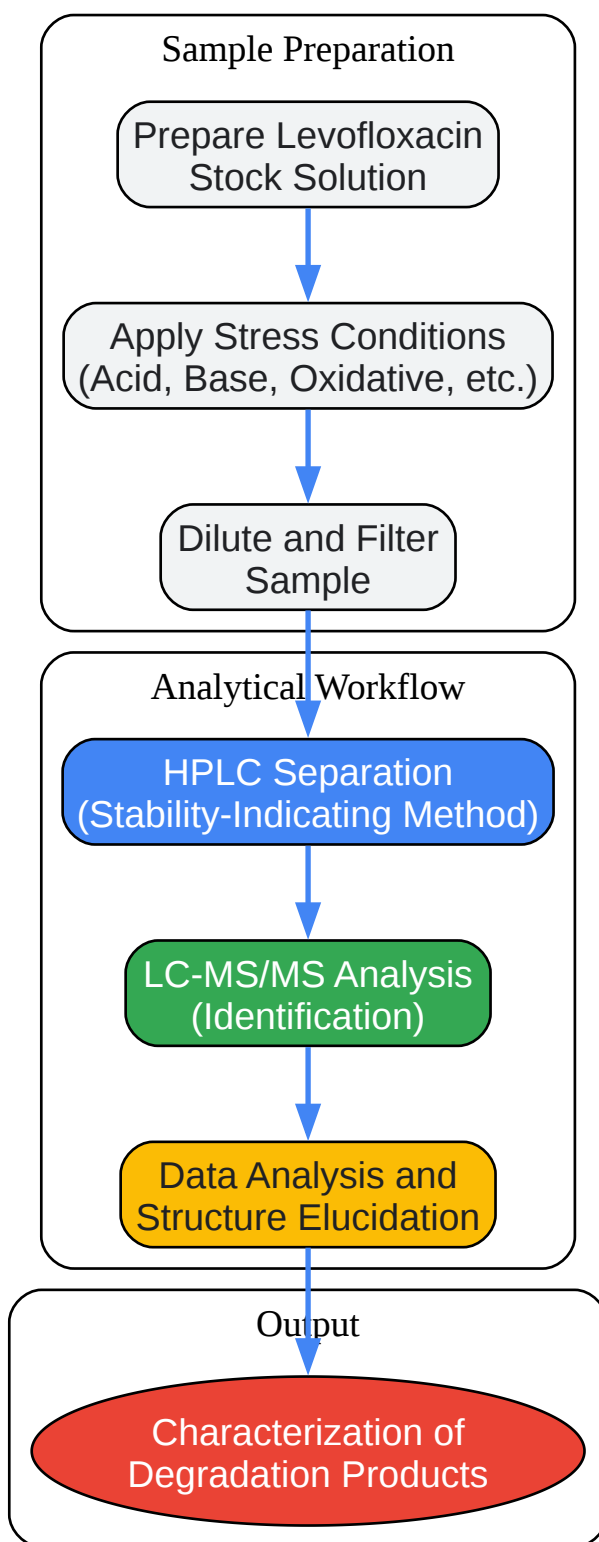 Sample Preparation
Prepare Levofloxacin
Stock Solution
Apply Stress Conditions
(Acid, Base, Oxidative, etc.)
Dilute and Filter
Sample
Analytical Workflow
HPLC Separation
(Stability-Indicating Method)
LC-MS/MS Analysis
(Identification)
Data Analysis and
Structure Elucidation
Output
Characterization of
Degradation Products